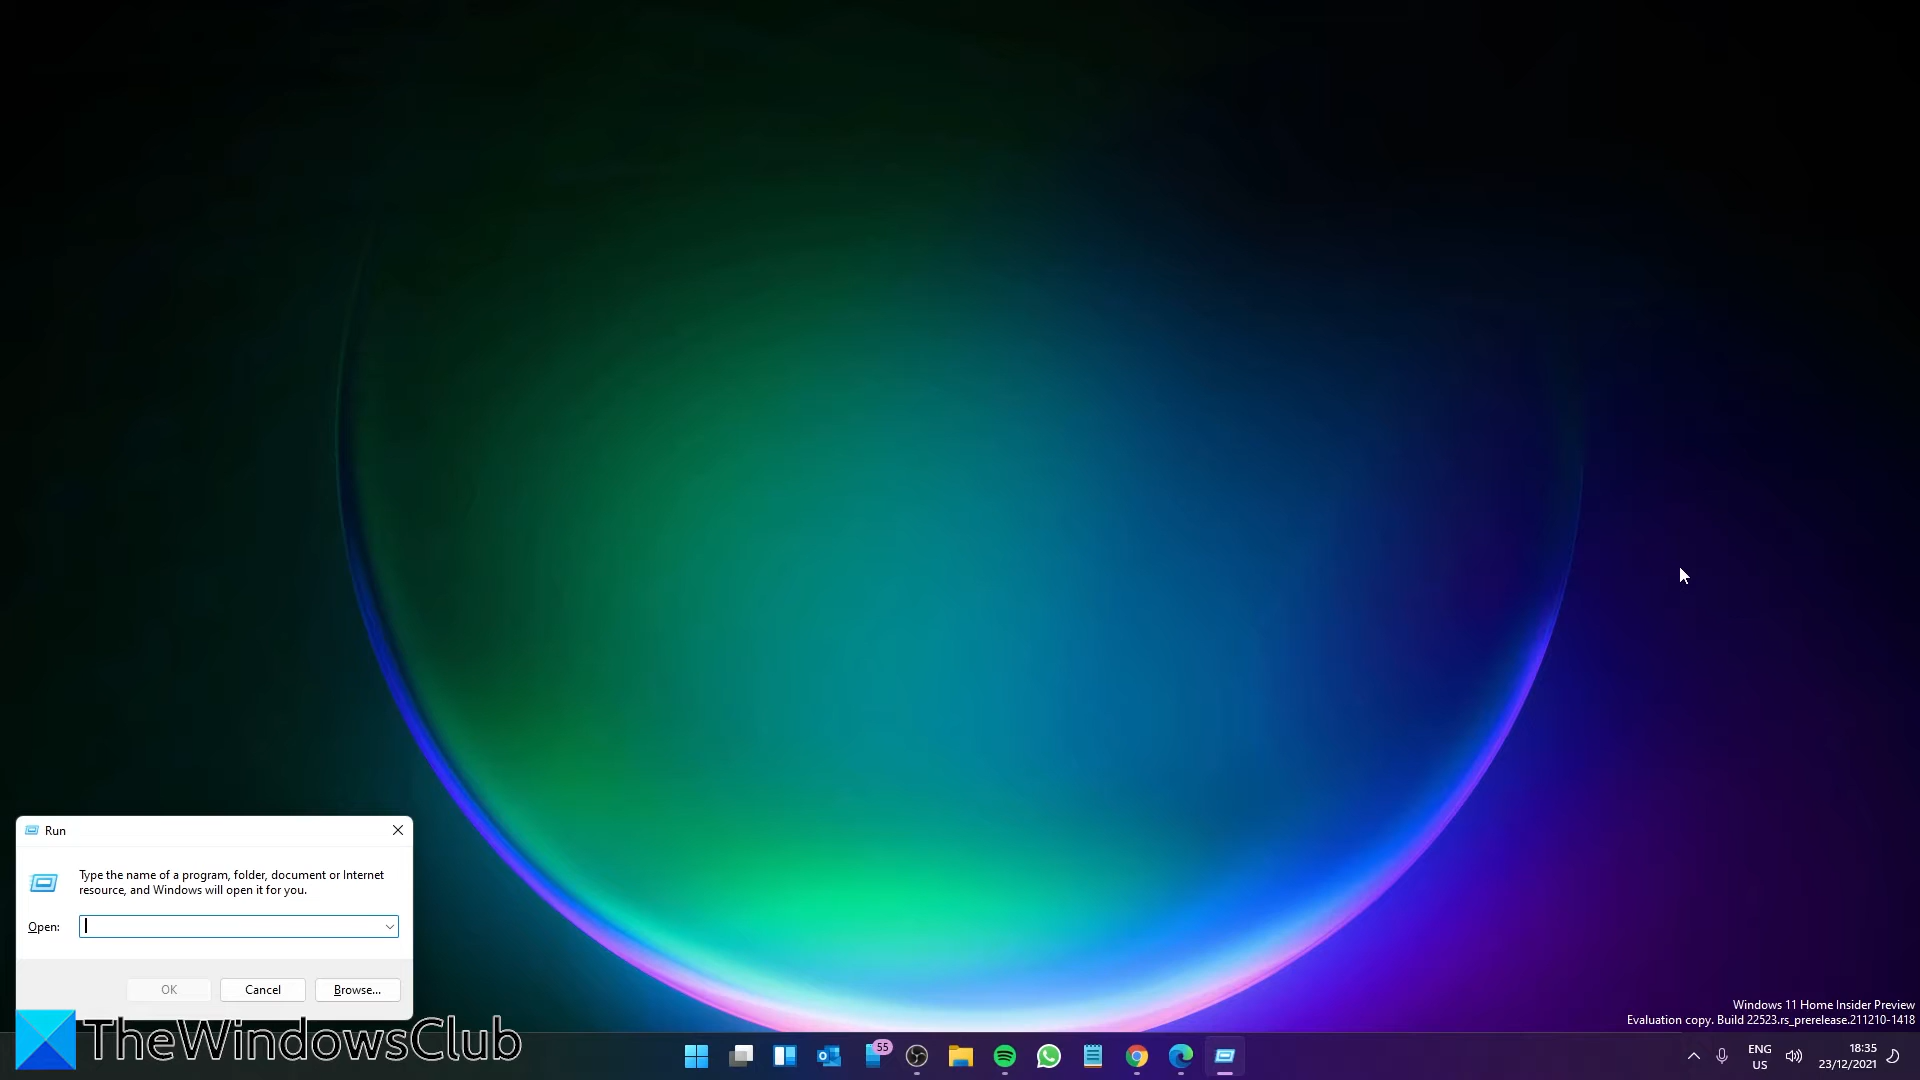 Run
Type the name of a program, folder, document or Internet
resource, and Windows will open it for you.
Open:
OK
Cancel
Browse...
TheWindowsClub
Windows 11 Home Insider Preview
Evaluation copy. Build 22523.rs_prerelease.211210-1418
55
ENG
US
18:35
23/12/2021